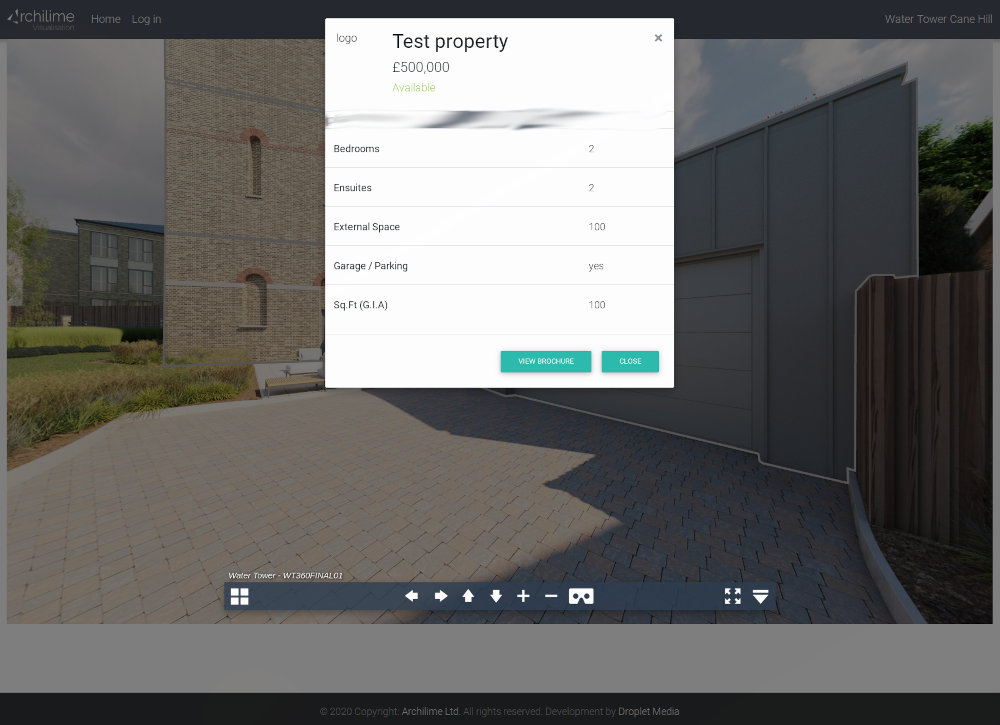 Archilime
Visualisation
Home Log in
Water Tower Cane Hill
logo
Test property
×
£500,000
Available
Bedrooms 2
Ensuites 2
External Space 100
Garage / Parking yes
Sq.Ft (G.I.A) 100
VIEW BROCHURE CLOSE
Water Tower - WT360FINAL01
© 2020 Copyright: Archilime Ltd. All rights reserved. Development by Droplet Media